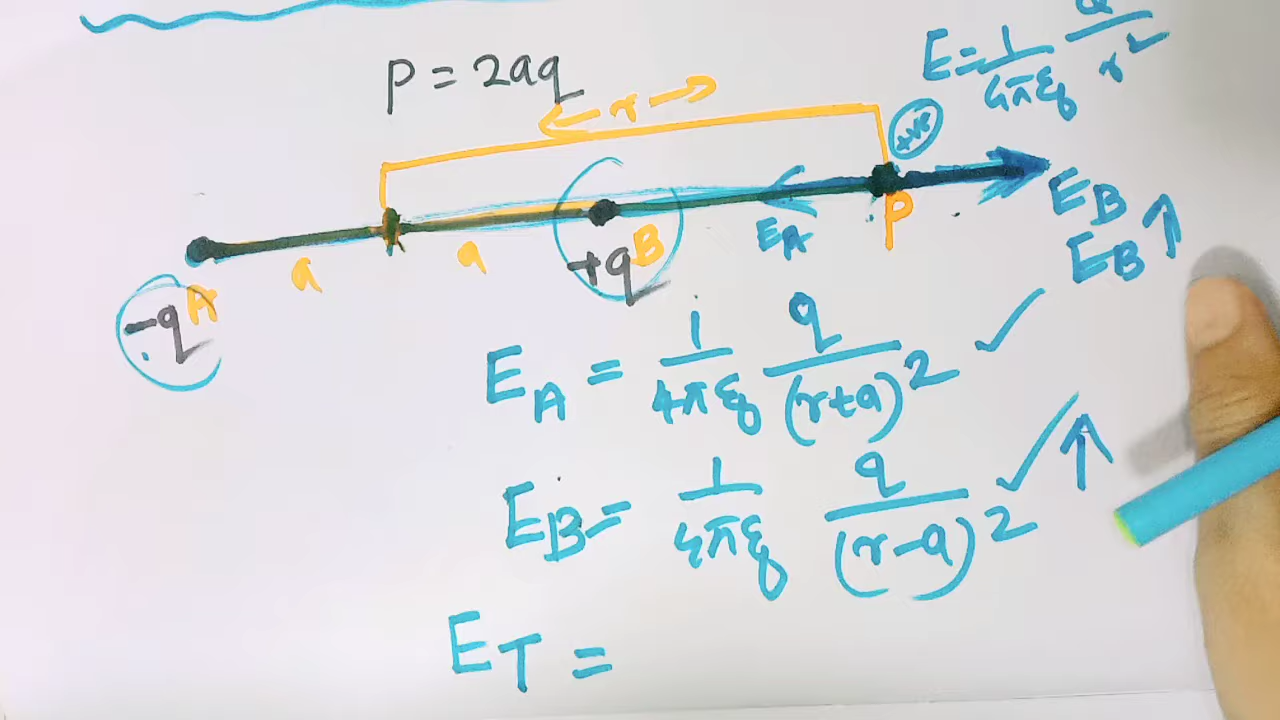 P = 2aq
E = 1/4πε₀ Q/r²
← r →
+ve
P
E_B
E_B ↑
E_A
a
a
+q B
-q A
E_A = 1/4πε₀ q/(r+a)² ✓
E_B = 1/4πε₀ q/(r-a)² ✓ ↑
E_T =